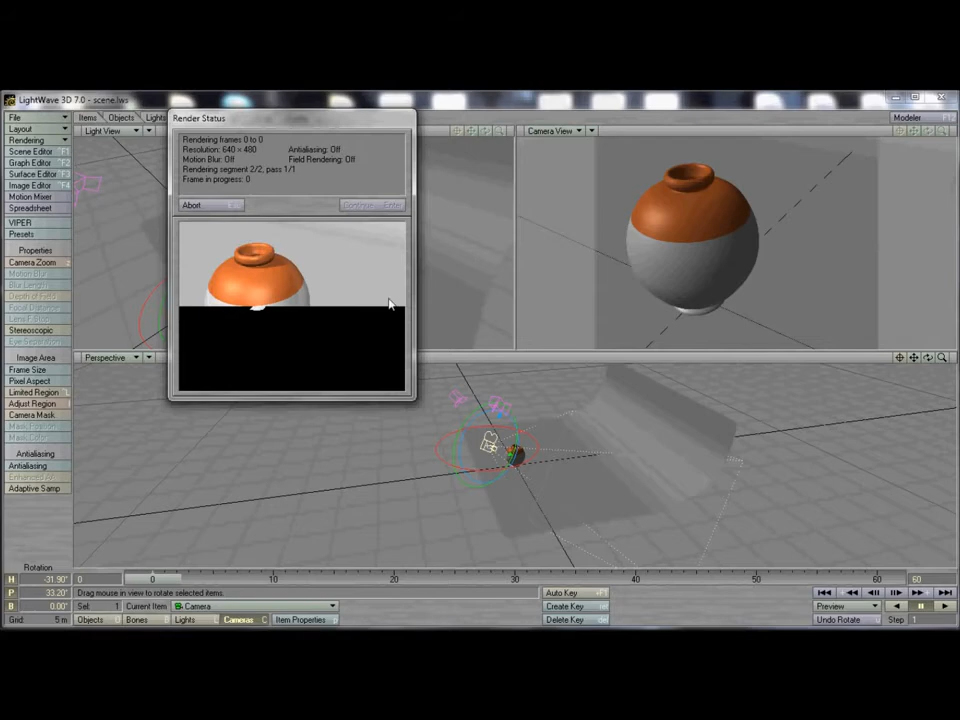 LightWave 3D 7.0 - scene.lws
File
Items
Objects
Lights
Modeler
Layout
Light View
Camera View
Rendering
Scene Editor
Graph Editor
Surface Editor
Image Editor
Motion Mixer
Spreadsheet
VIPER
Presets
Properties
Camera Zoom
Motion Blur
Blur Length
Depth of Field
Focal Distance
Lens F-Stop
Stereoscopic
Eye Separation
Image Area
Frame Size
Pixel Aspect
Limited Region
Adjust Region
Camera Mask
Mask Position
Mask Color
Antialiasing
Antialiasing
Enhanced AA
Adaptive Samp
Render Status
Rendering frames 0 to 0
Resolution: 640 × 480 Antialiasing: Off
Motion Blur: Off Field Rendering: Off
Rendering segment 2/2, pass 1/1
Frame in progress: 0
Abort
Continue Enter
Perspective
Rotation
H -31.90°
P 33.20°
B 0.00°
Grid: 5 m
0 0 10 20 30 40 50 60 60
Drag mouse in view to rotate selected items.
Sel: 1 Current Item Camera
Objects Bones Lights Cameras Item Properties
Auto Key
Create Key
Delete Key
Preview
Undo Rotate Step 1